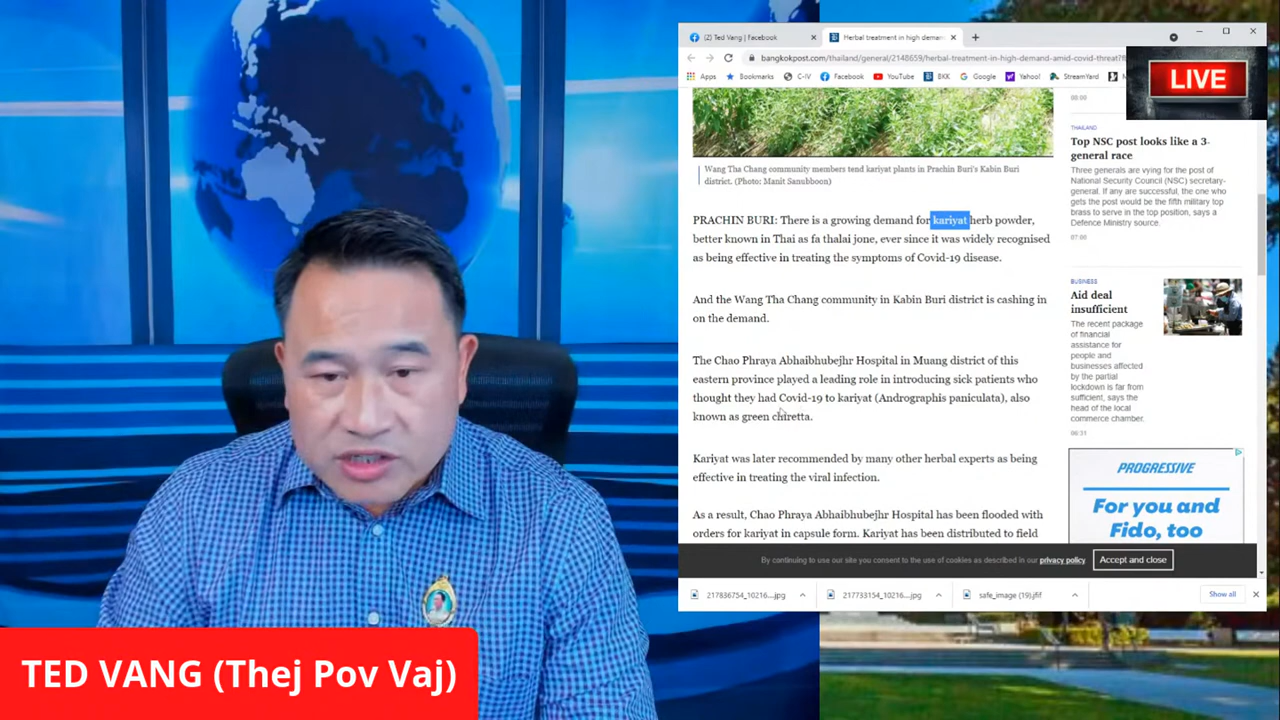 (2) Ted Vang | Facebook
Herbal treatment in high deman
bangkokpost.com/thailand/general/2148659/herbal-treatment-in-high-demand-amid-covid-threat?
Apps
Bookmarks
C-IV
Facebook
YouTube
BKK
Google
Yahoo!
StreamYard
LIVE
Wang Tha Chang community members tend kariyat plants in Prachin Buri's Kabin Buri
district. (Photo: Manit Sanubboon)
PRACHIN BURI: There is a growing demand for kariyat herb powder,
better known in Thai as fa thalai jone, ever since it was widely recognised
as being effective in treating the symptoms of Covid-19 disease.
And the Wang Tha Chang community in Kabin Buri district is cashing in
on the demand.
The Chao Phraya Abhaibhubejhr Hospital in Muang district of this
eastern province played a leading role in introducing sick patients who
thought they had Covid-19 to kariyat (Andrographis paniculata), also
known as green chiretta.
Kariyat was later recommended by many other herbal experts as being
effective in treating the viral infection.
As a result, Chao Phraya Abhaibhubejhr Hospital has been flooded with
orders for kariyat in capsule form. Kariyat has been distributed to field
THAILAND
Top NSC post looks like a 3-
general race
Three generals are vying for the post of
National Security Council (NSC) secretary-
general. If any are successful, the one who
gets the post would be the fifth military top
brass to serve in the top position, says a
Defence Ministry source.
07:00
BUSINESS
Aid deal
insufficient
The recent package
of financial
assistance for
people and
businesses affected
by the partial
lockdown is far from
sufficient, says the
head of the local
commerce chamber.
06:31
PROGRESSIVE
For you and
Fido, too
By continuing to use our site you consent to the use of cookies as described in our privacy policy
Accept and close
217836754_10216....jpg
217733154_10216....jpg
safe_image (19).jfif
Show all
TED VANG (Thej Pov Vaj)